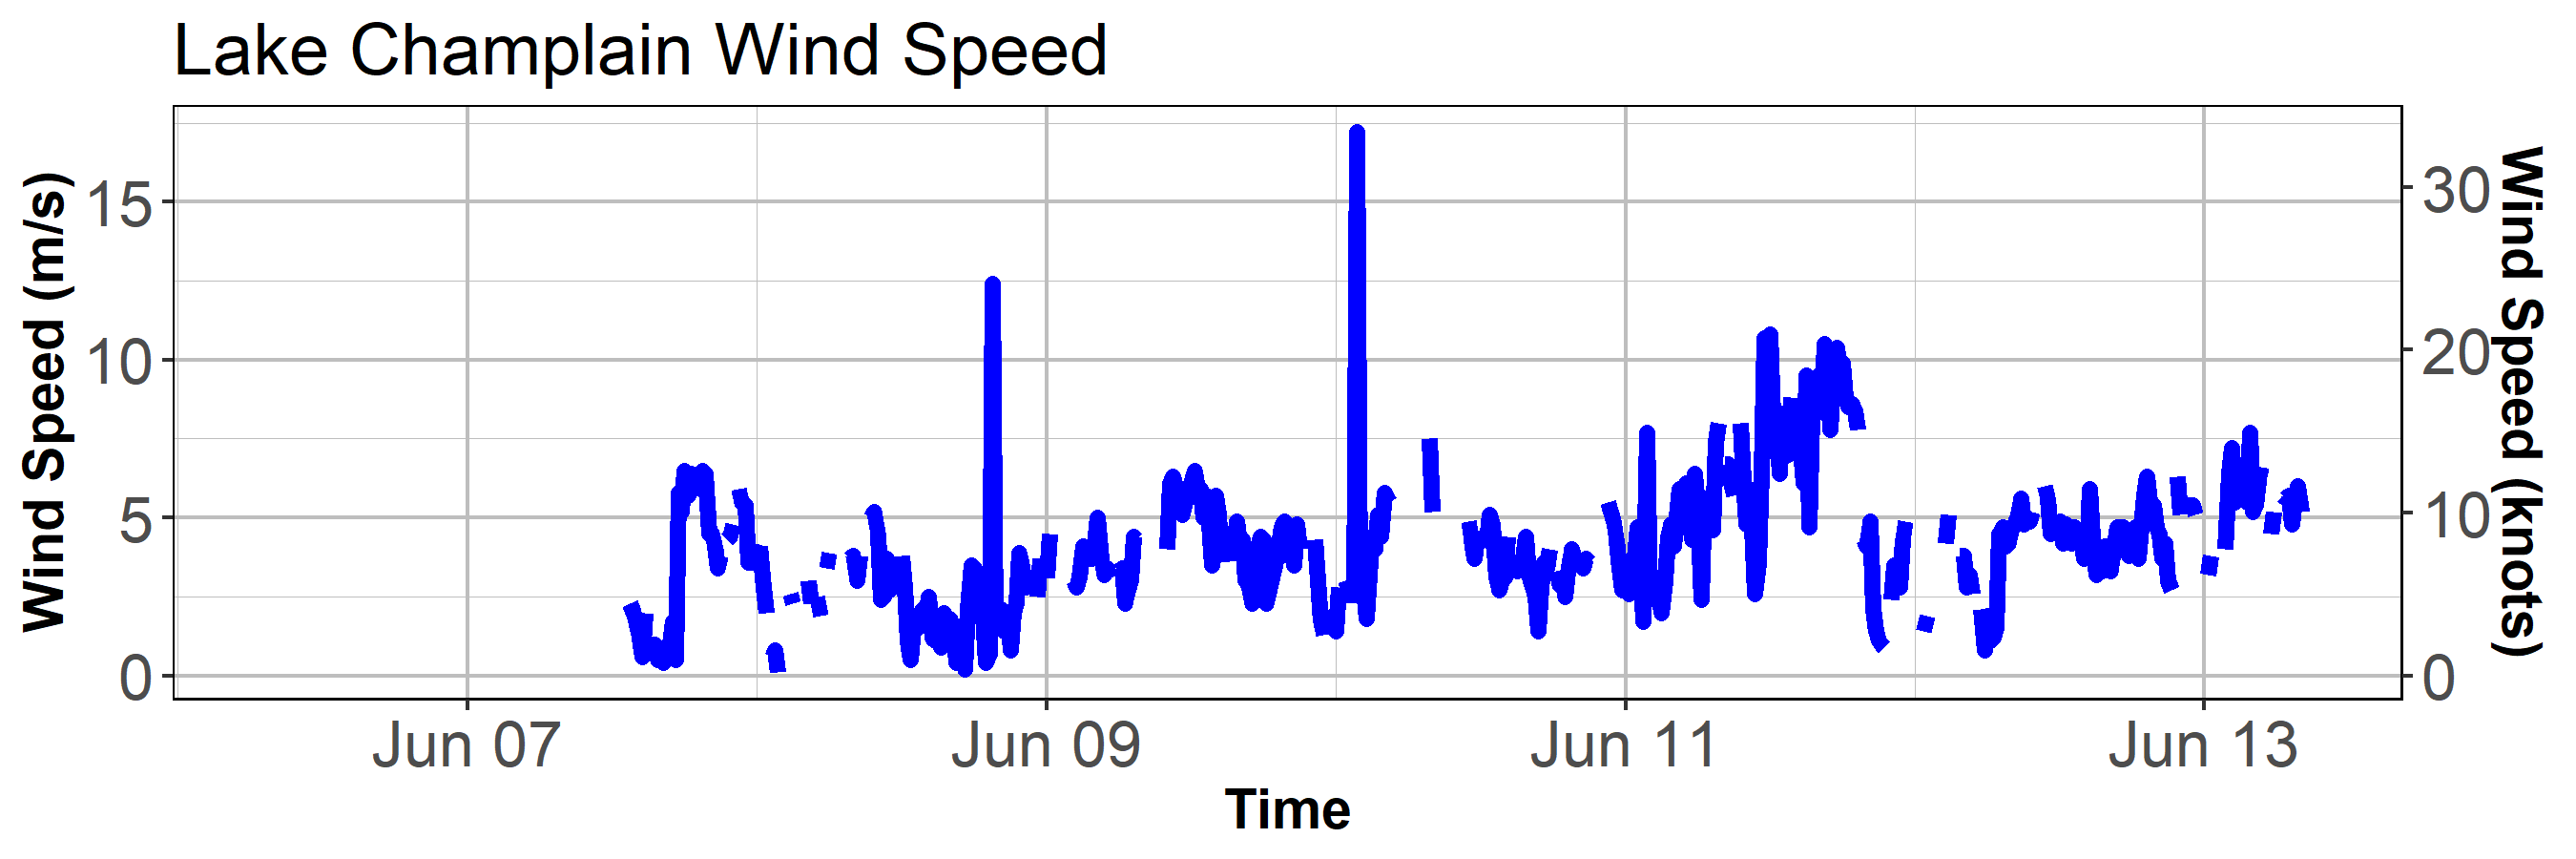 Lake Champlain Wind Speed
Wind Speed (m/s)
15
10
5
0
30
20
10
0
Wind Speed (knots)
Jun 07 Jun 09 Jun 11 Jun 13
Time